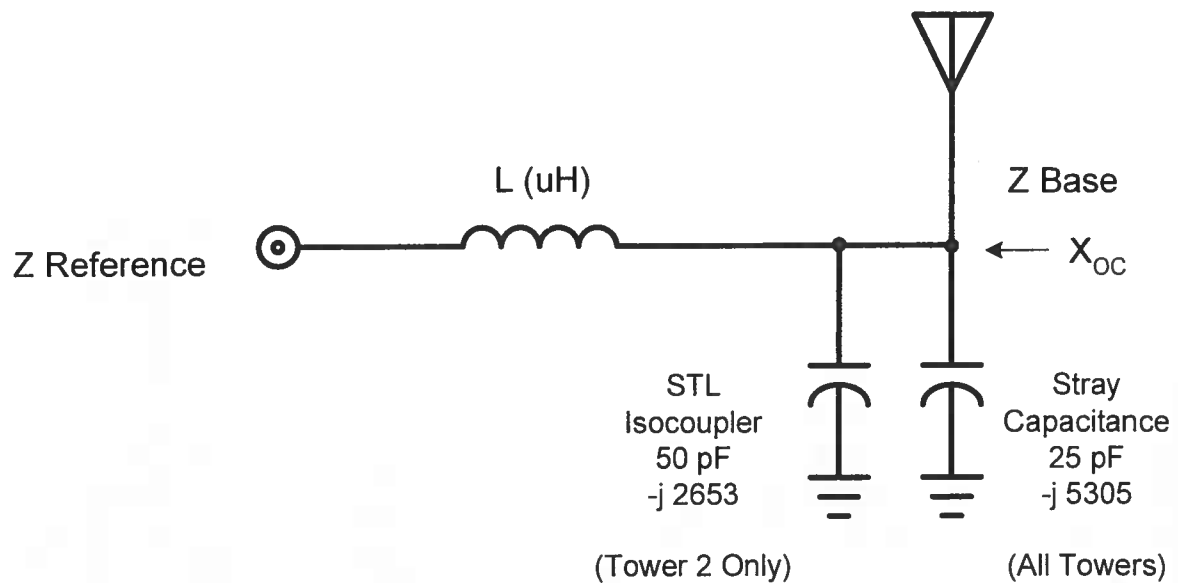 L (uH)
Z Base
Z Reference
X_OC
STL
Isocoupler
50 pF
-j 2653
Stray
Capacitance
25 pF
-j 5305
(Tower 2 Only)
(All Towers)